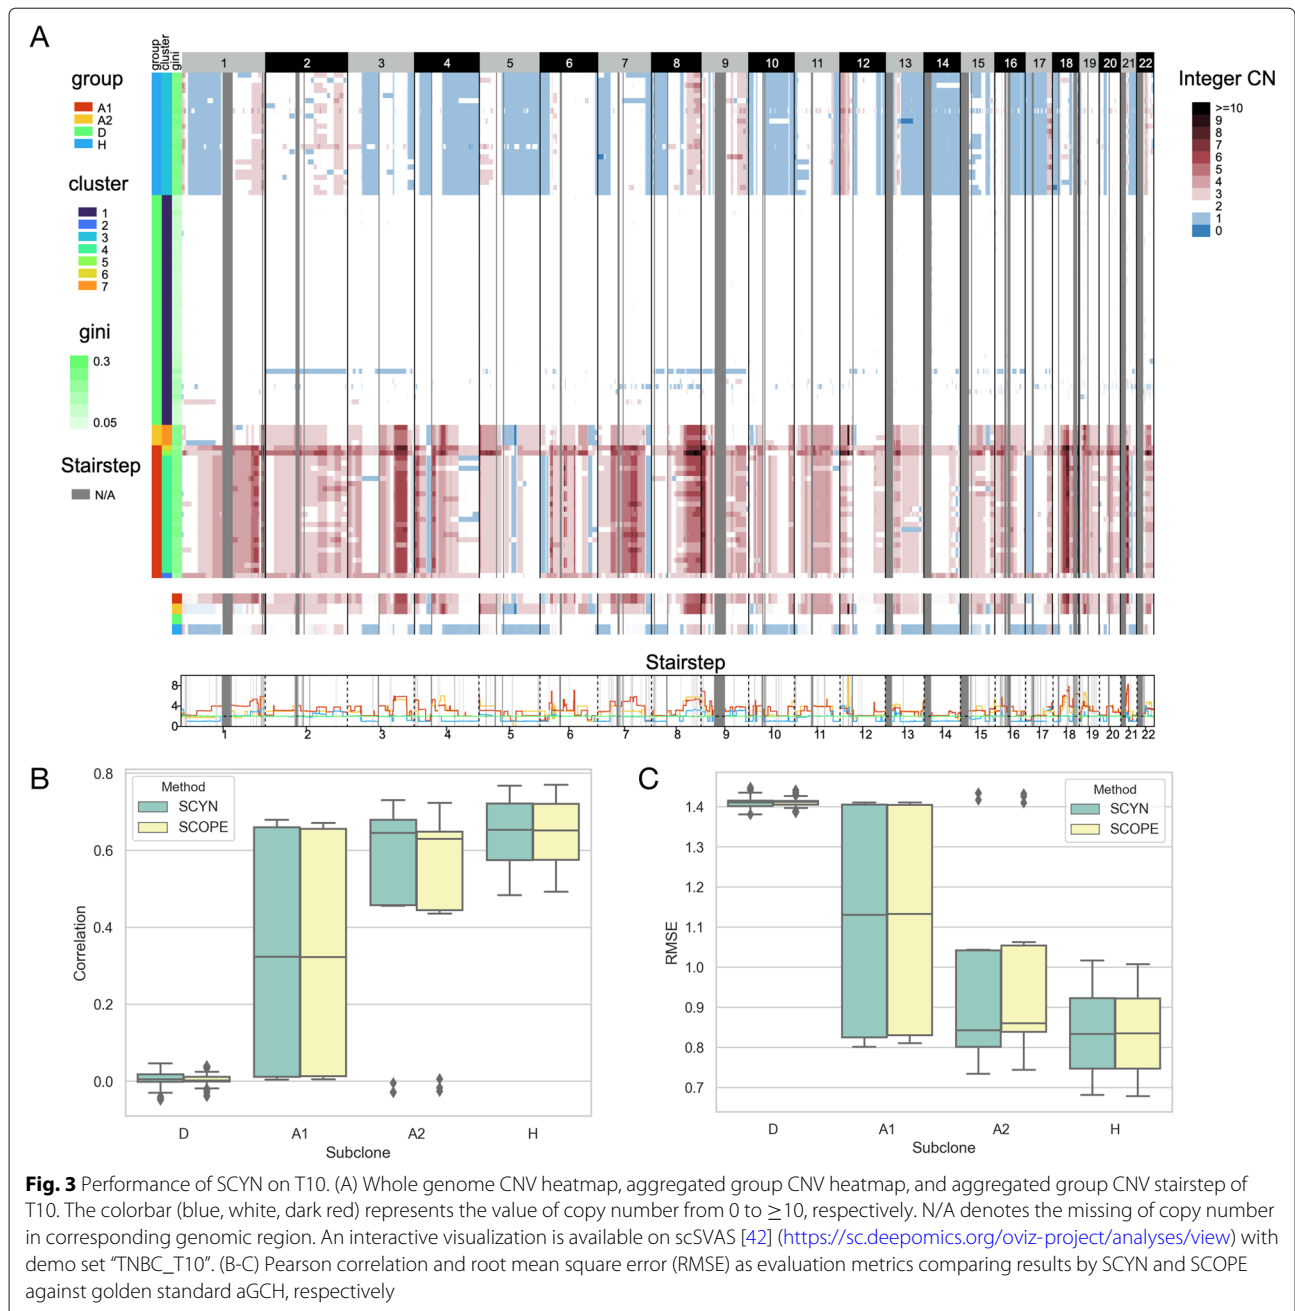 A
group
cluster
gini
1 2 3 4 5 6 7 8 9 10 11 12 13 14 15 16 17 18 19 20 21 22
group
A1
A2
D
H
cluster
1
2
3
4
5
6
7
gini
0.3
0.05
Stairstep
N/A
Integer CN
>=10
9
8
7
6
5
4
3
2
1
0
Stairstep
8
4
0
1 2 3 4 5 6 7 8 9 10 11 12 13 14 15 16 17 18 19 20 21 22
B
0.8
0.6
0.4
0.2
0.0
Correlation
Method
SCYN
SCOPE
D A1 A2 H
Subclone
C
1.4
1.3
1.2
1.1
1.0
0.9
0.8
0.7
RMSE
Method
SCYN
SCOPE
D A1 A2 H
Subclone
Fig. 3 Performance of SCYN on T10. (A) Whole genome CNV heatmap, aggregated group CNV heatmap, and aggregated group CNV stairstep of
T10. The colorbar (blue, white, dark red) represents the value of copy number from 0 to ≥10, respectively. N/A denotes the missing of copy number
in corresponding genomic region. An interactive visualization is available on scSVAS [42] (https://sc.deepomics.org/oviz-project/analyses/view) with
demo set "TNBC_T10". (B-C) Pearson correlation and root mean square error (RMSE) as evaluation metrics comparing results by SCYN and SCOPE
against golden standard aGCH, respectively